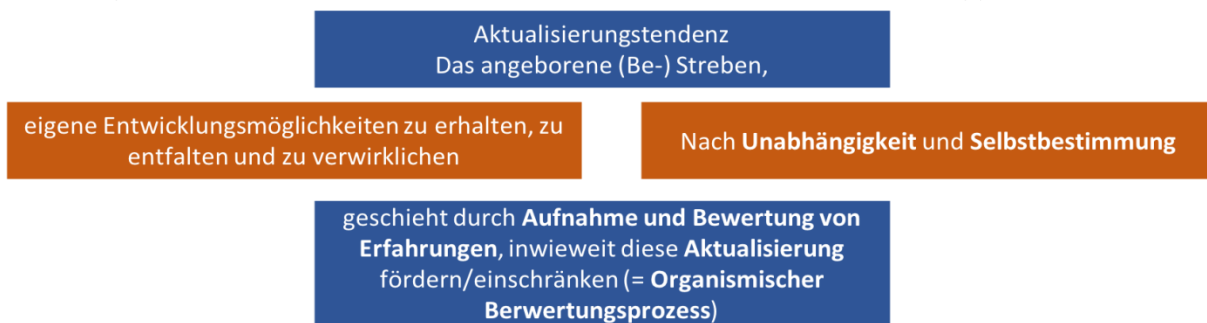 Aktualisierungstendenz
Das angeborene (Be-) Streben,
eigene Entwicklungsmöglichkeiten zu erhalten, zu
entfalten und zu verwirklichen
Nach Unabhängigkeit und Selbstbestimmung
geschieht durch Aufnahme und Bewertung von
Erfahrungen, inwieweit diese Aktualisierung
fördern/einschränken (= Organismischer
Berwertungsprozess)